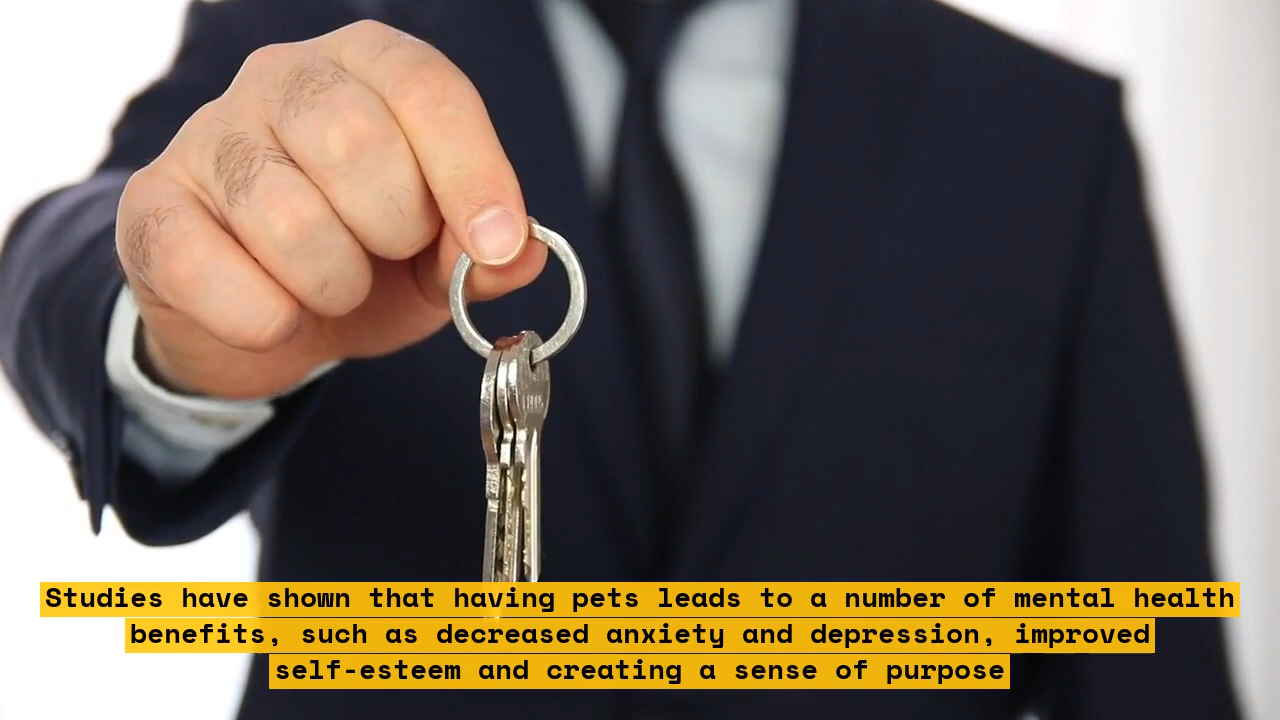 Studies have shown that having pets leads to a number of mental health
benefits, such as decreased anxiety and depression, improved
self-esteem and creating a sense of purpose